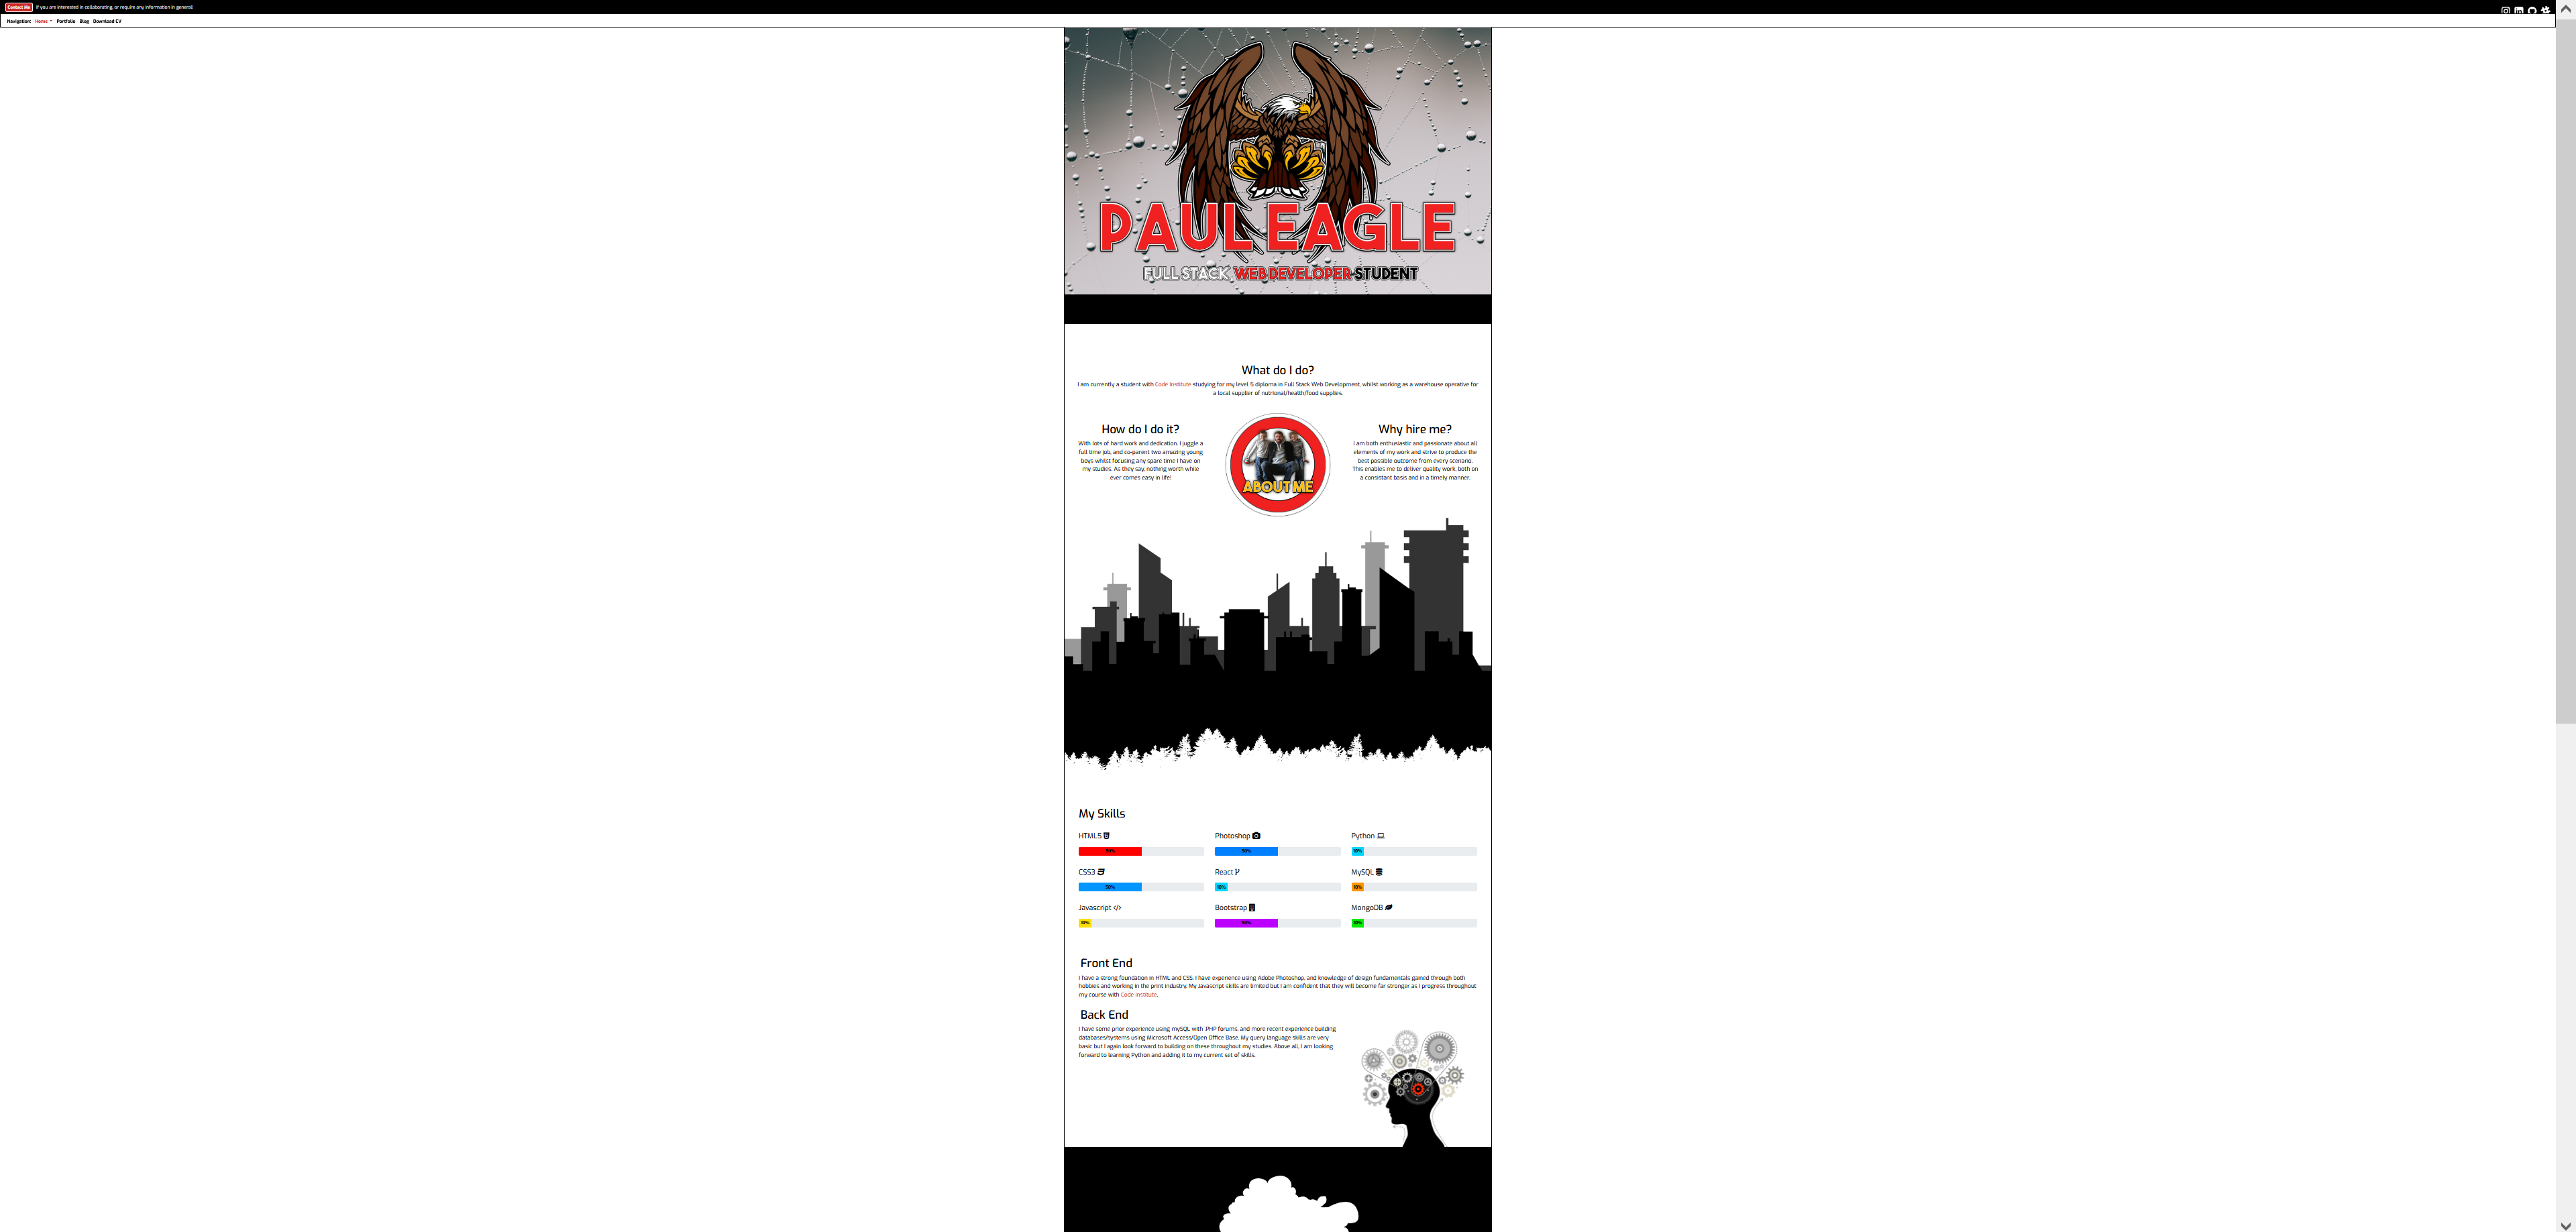 Contact Me If you are interested in collaborating, or require any information in general!
Navigation: Home Portfolio Blog Download CV
PAUL EAGLE
FULL STACK WEB DEVELOPER-STUDENT
What do I do?
I am currently a student with Code Institute studying for my level 5 diploma in Full Stack Web Development, whilst working as a warehouse operative for
a local supplier of nutrional/health/food supplies.
How do I do it?
With lots of hard work and dedication. I juggle a
full time job, and co-parent two amazing young
boys whilst focusing any spare time I have on
my studies. As they say, nothing worth while
ever comes easy in life!
ABOUT ME
Why hire me?
I am both enthusiastic and passionate about all
elements of my work and strive to produce the
best possible outcome from every scenario.
This enables me to deliver quality work, both on
a consistant basis and in a timely manner.
My Skills
HTML5 Photoshop Python
50% 50% 10%
CSS3 React MySQL
50% 10% 10%
Javascript </> Bootstrap MongoDB
10% 50% 10%
Front End
I have a strong foundation in HTML and CSS. I have experience using Adobe Photoshop, and knowledge of design fundamentals gained through both
hobbies and working in the print industry. My Javascript skills are limited but I am confident that they will become far stronger as I progress throughout
my course with Code Institute.
Back End
I have some prior experience using mySQL with .PHP forums, and more recent experience building
databases/systems using Microsoft Access/Open Office Base. My query language skills are very
basic but I again look forward to building on these throughout my studies. Above all, I am looking
forward to learning Python and adding it to my current set of skills.